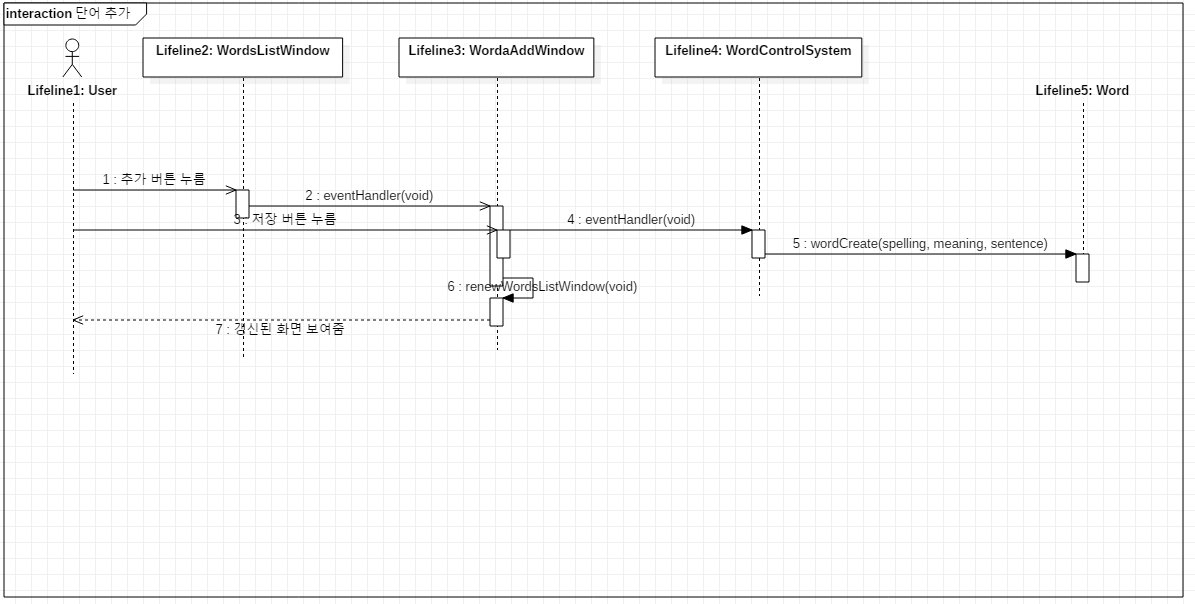 interaction 단어 추가
Lifeline2: WordsListWindow
Lifeline3: WordaAddWindow
Lifeline4: WordControlSystem
Lifeline1: User
Lifeline5: Word
1 : 추가 버튼 누름
2 : eventHandler(void)
3 : 저장 버튼 누름
4 : eventHandler(void)
5 : wordCreate(spelling, meaning, sentence)
6 : renewWordsListWindow(void)
7 : 갱신된 화면 보여줌